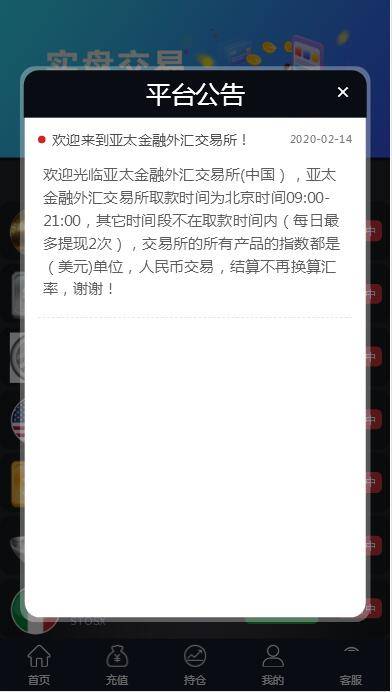 实盘交易
平台公告 ×
欢迎来到亚太金融外汇交易所！ 2020-02-14
欢迎光临亚太金融外汇交易所(中国），亚太
金融外汇交易所取款时间为北京时间09:00-
21:00，其它时间段不在取款时间内（每日最
多提现2次），交易所的所有产品的指数都是
（美元)单位，人民币交易，结算不再换算汇
率，谢谢！
中
中
中
中
中
中
STOSX
首页 充值 持仓 我的 客服